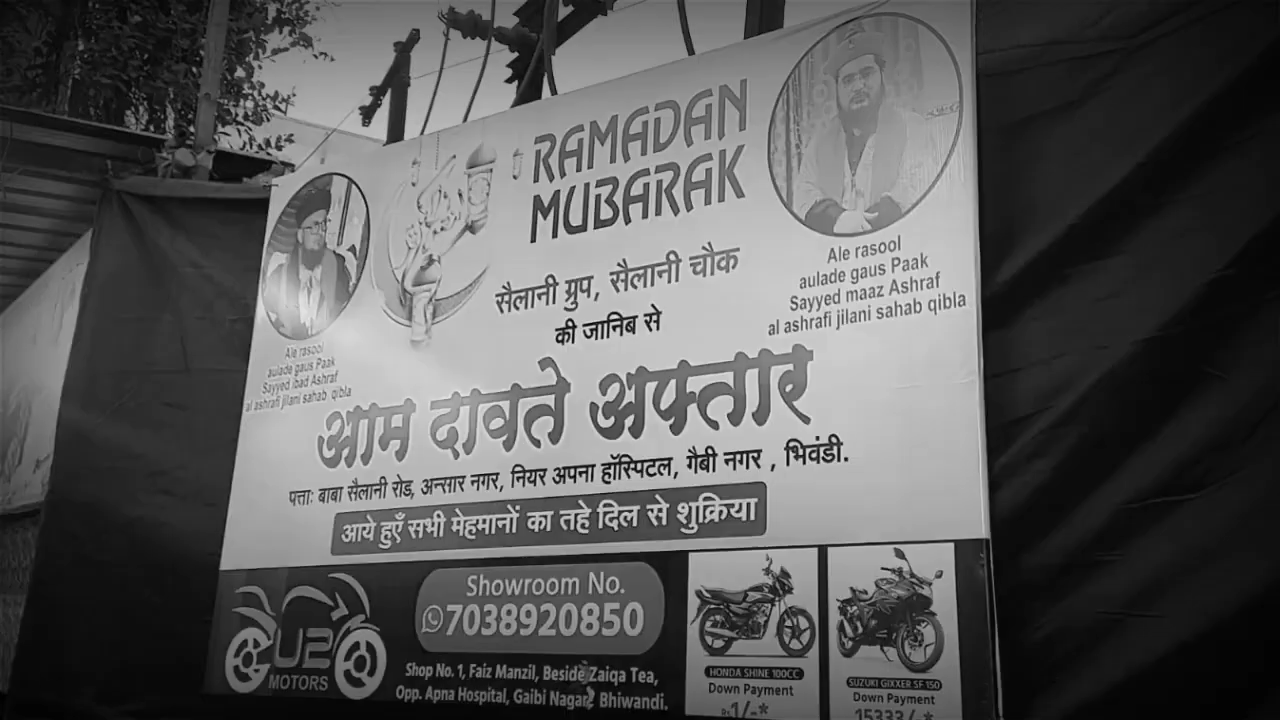 RAMADAN
MUBARAK
सैलानी ग्रुप, सैलानी चौक
की जानिब से
Ale rasool
aulade gaus Paak
Sayyed maaz Ashraf
al ashrafi jilani sahab qibla
Ale rasool
aulade gaus Paak
Sayyed ibad Ashraf
al ashrafi jilani sahab qibla
आम दावते अफ्तार
पत्ताः बाबा सैलानी रोड, अन्सार नगर, नियर अपना हॉस्पिटल, गैबी नगर , भिवंडी.
आये हुएँ सभी मेहमानों का तहे दिल से शुक्रिया
U2
MOTORS
Showroom No.
7038920850
Shop No. 1, Faiz Manzil, Beside Zaiqa Tea,
Opp. Apna Hospital, Gaibi Nagar, Bhiwandi.
HONDA SHINE 100CC
Down Payment
Rs 1/-*
SUZUKI GIXXER SF 150
Down Payment
15333/-*